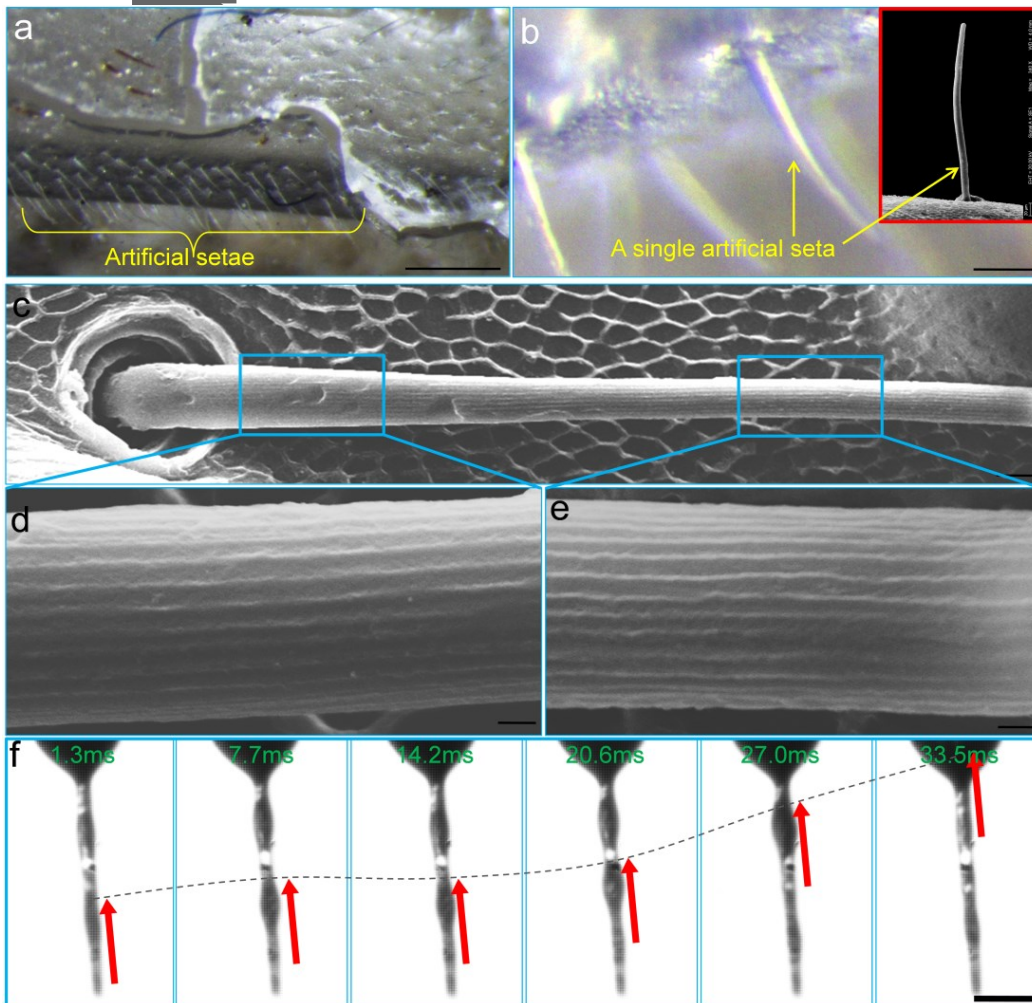 a
b
Artificial setae
A single artificial seta
c
d
e
f
1.3ms
7.7ms
14.2ms
20.6ms
27.0ms
33.5ms